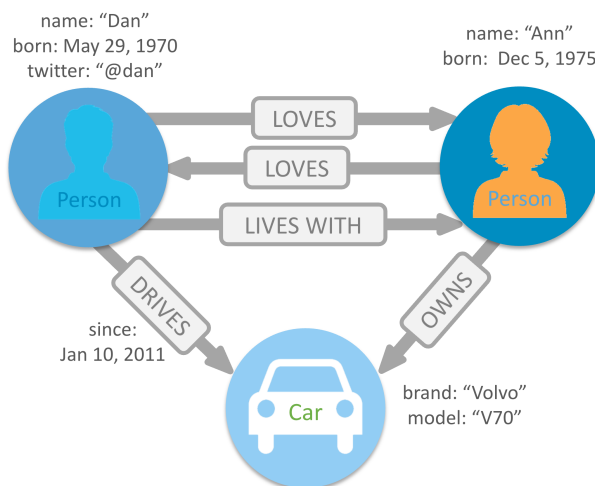 name: “Dan”
born: May 29, 1970
twitter: “@dan”
name: “Ann”
born: Dec 5, 1975
LOVES
LOVES
Person
Person
LIVES WITH
DRIVES
OWNS
since:
Jan 10, 2011
Car
brand: “Volvo”
model: “V70”